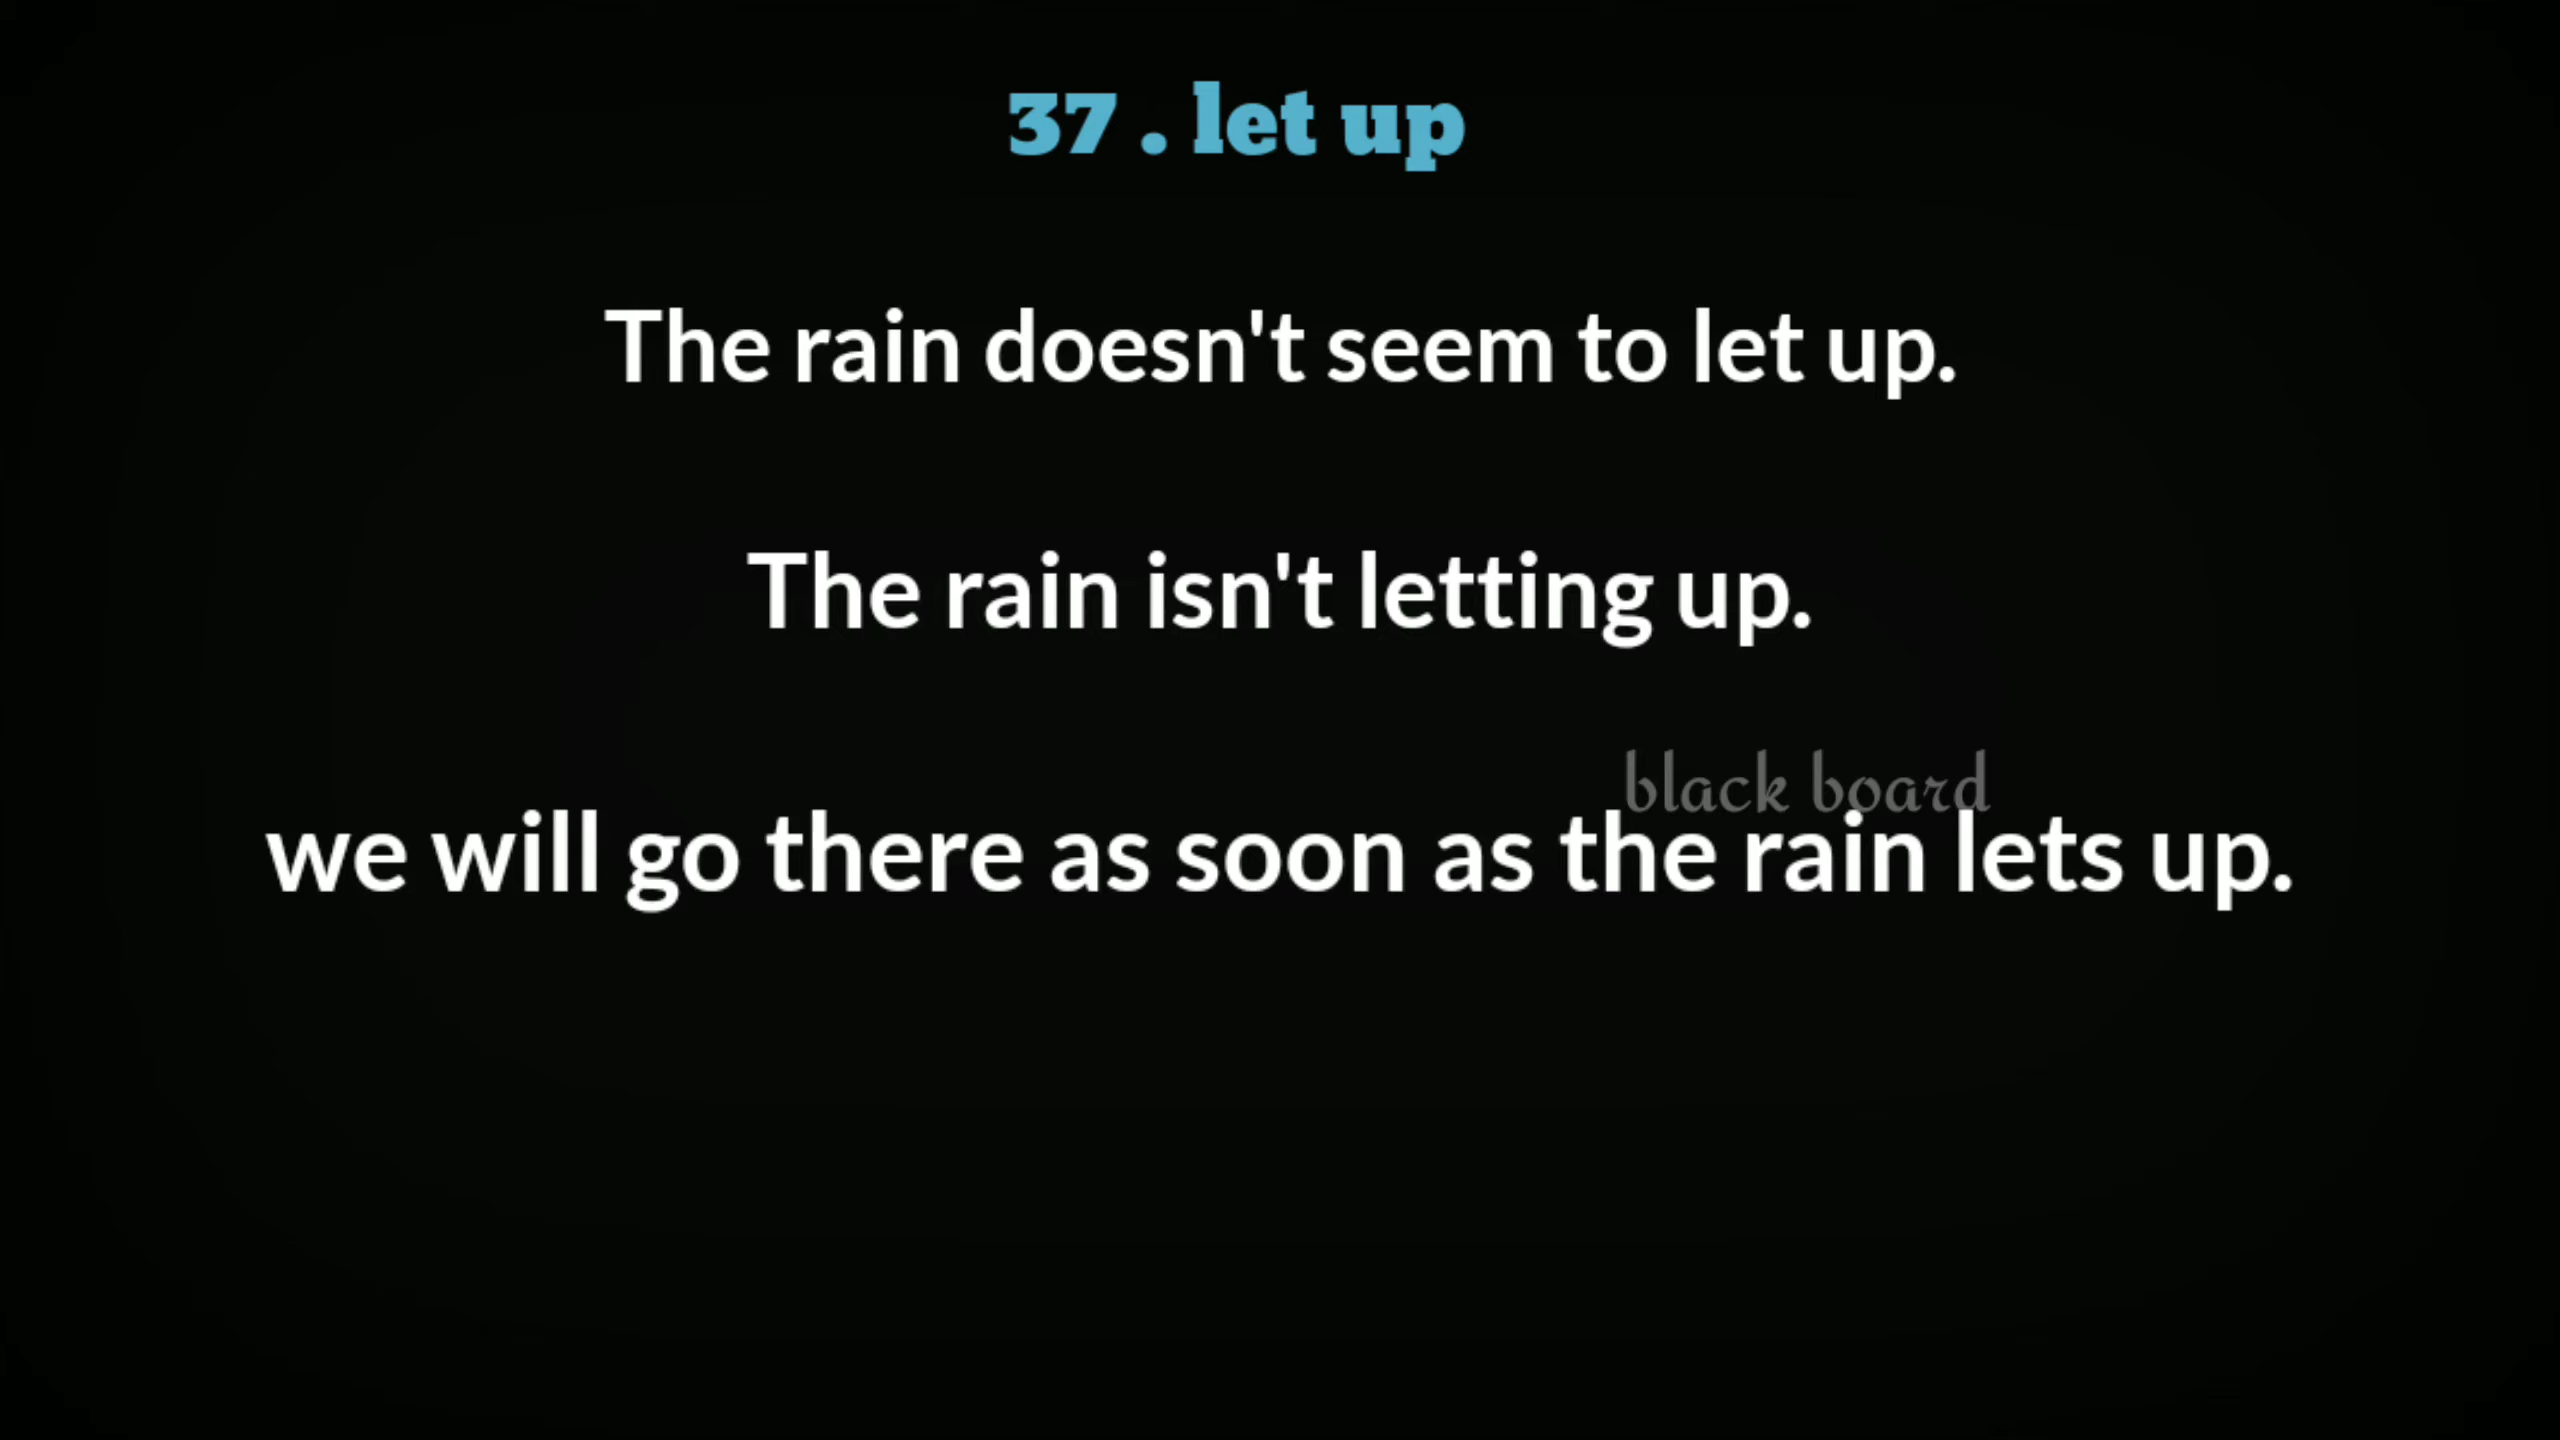 37 . let up
The rain doesn't seem to let up.
The rain isn't letting up.
black board
we will go there as soon as the rain lets up.